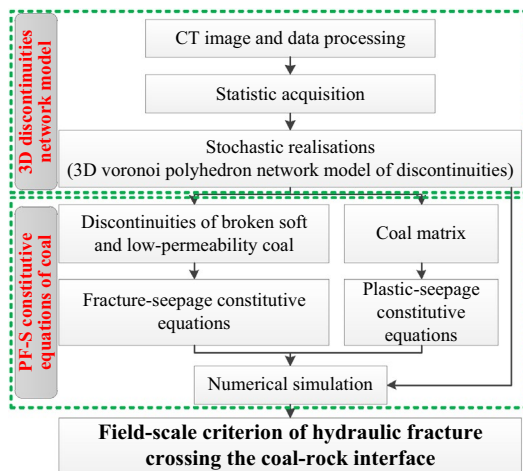 3D discontinuities
network model
CT image and data processing
Statistic acquisition
Stochastic realisations
(3D voronoi polyhedron network model of discontinuities)
PF-S constitutive
equations of coal
Discontinuities of broken soft
and low-permeability coal
Coal matrix
Fracture-seepage constitutive
equations
Plastic-seepage
constitutive
equations
Numerical simulation
Field-scale criterion of hydraulic fracture
crossing the coal-rock interface